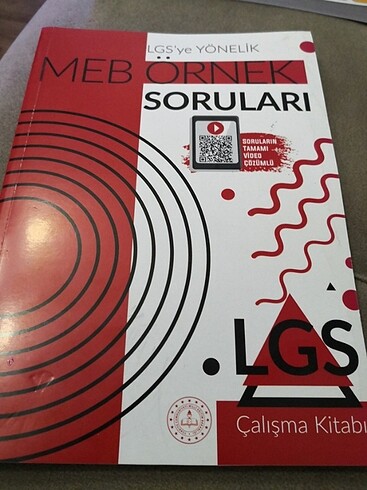 LGS'ye YÖNELİK
MEB ÖRNEK
SORULARI
SORULARIN
TAMAMI
VİDEO
ÇÖZÜMLÜ
.LGS
Çalışma Kitabı